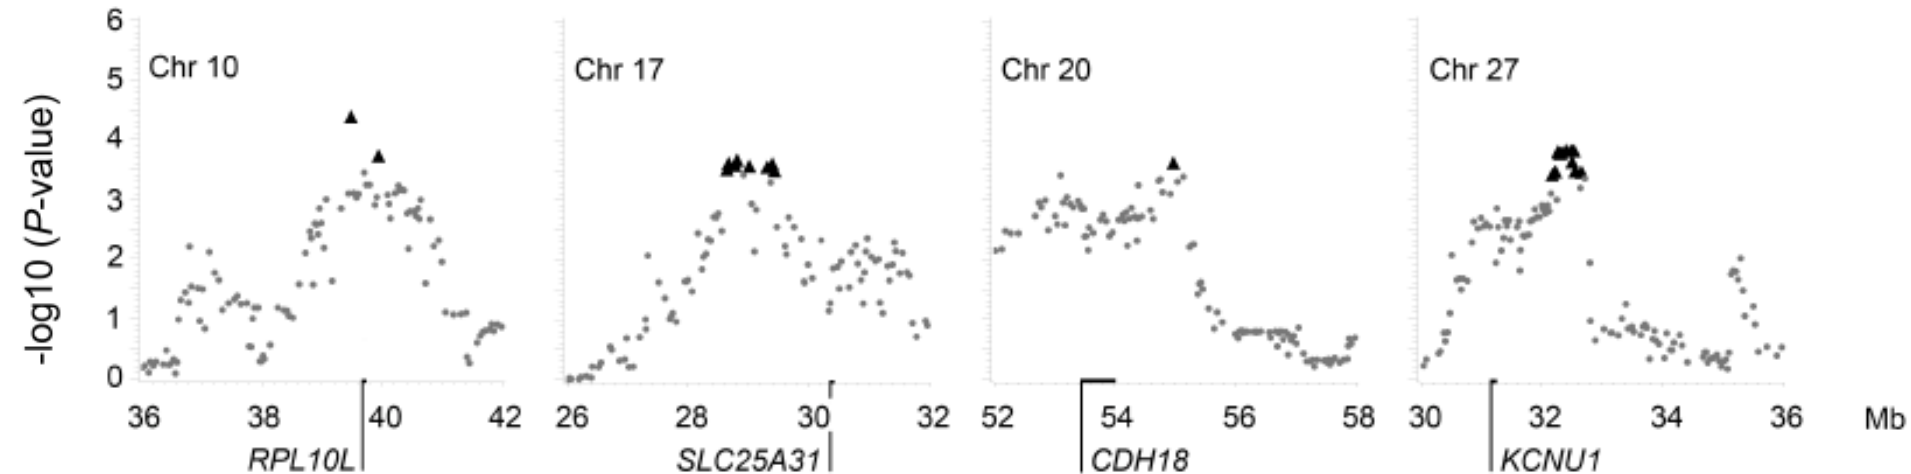 -log10 (P-value)
6
5
4
3
2
1
0
Chr 10
Chr 17
Chr 20
Chr 27
36 38 40 42
26 28 30 32
52 54 56 58
30 32 34 36 Mb
RPL10L
SLC25A31
CDH18
KCNU1